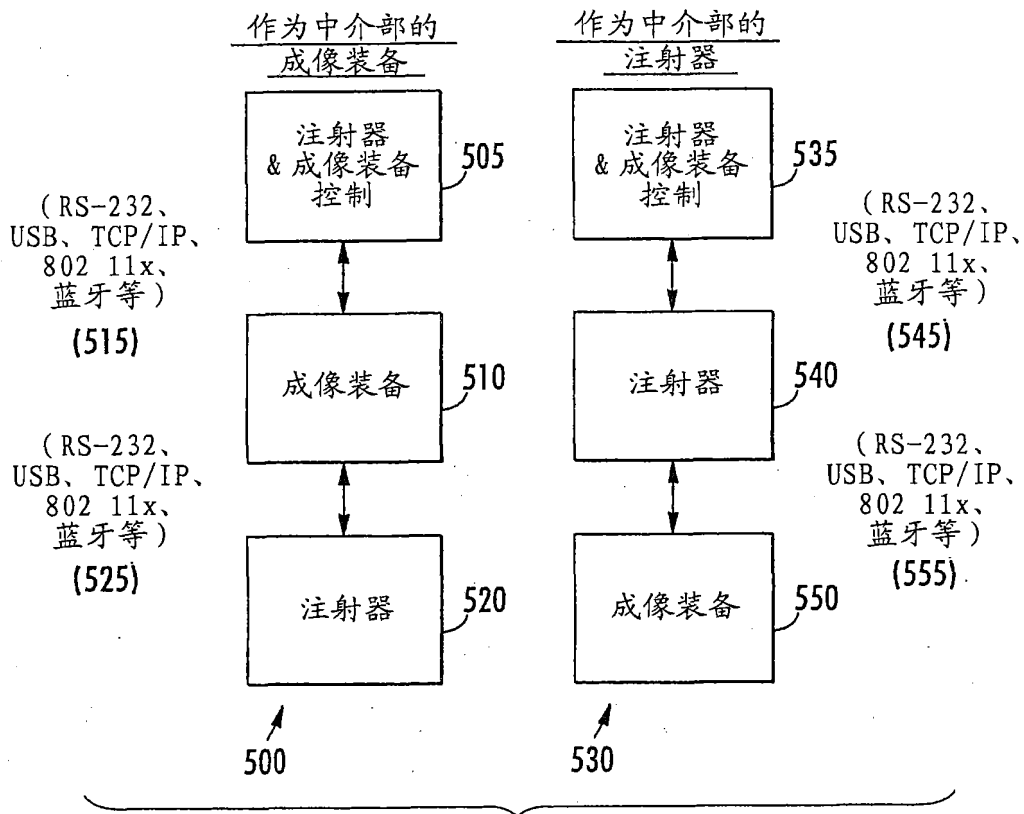 作为中介部的
成像装备
注射器
& 成像装备
控制
505
(RS-232、
USB、TCP/IP、
802 11x、
蓝牙等)
(515)
成像装备
510
(RS-232、
USB、TCP/IP、
802 11x、
蓝牙等)
(525)
注射器
520
500
作为中介部的
注射器
注射器
& 成像装备
控制
535
(RS-232、
USB、TCP/IP、
802 11x、
蓝牙等)
(545)
注射器
540
(RS-232、
USB、TCP/IP、
802 11x、
蓝牙等)
(555)
成像装备
550
530